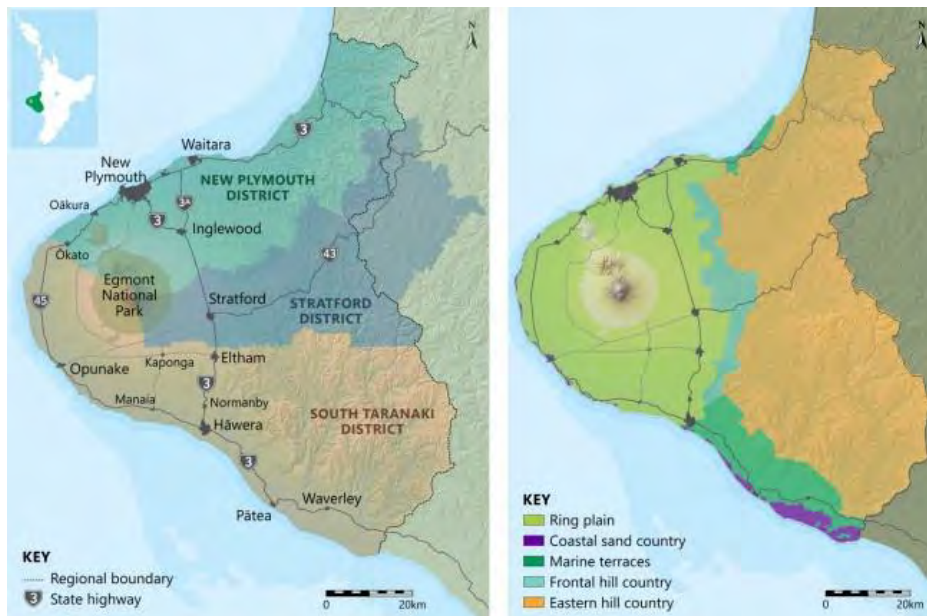 N
3
Waitara
New
Plymouth
NEW PLYMOUTH
DISTRICT
3A
Oākura
3
Inglewood
Ōkato
43
Egmont
National
Park
45
Stratford
STRATFORD
DISTRICT
Kaponga
Eltham
Opunake
3
Manaia
Normanby
SOUTH TARANAKI
DISTRICT
Hāwera
3
Waverley
Pātea
KEY
Regional boundary
3 State highway
0 20km
N
KEY
Ring plain
Coastal sand country
Marine terraces
Frontal hill country
Eastern hill country
0 20km